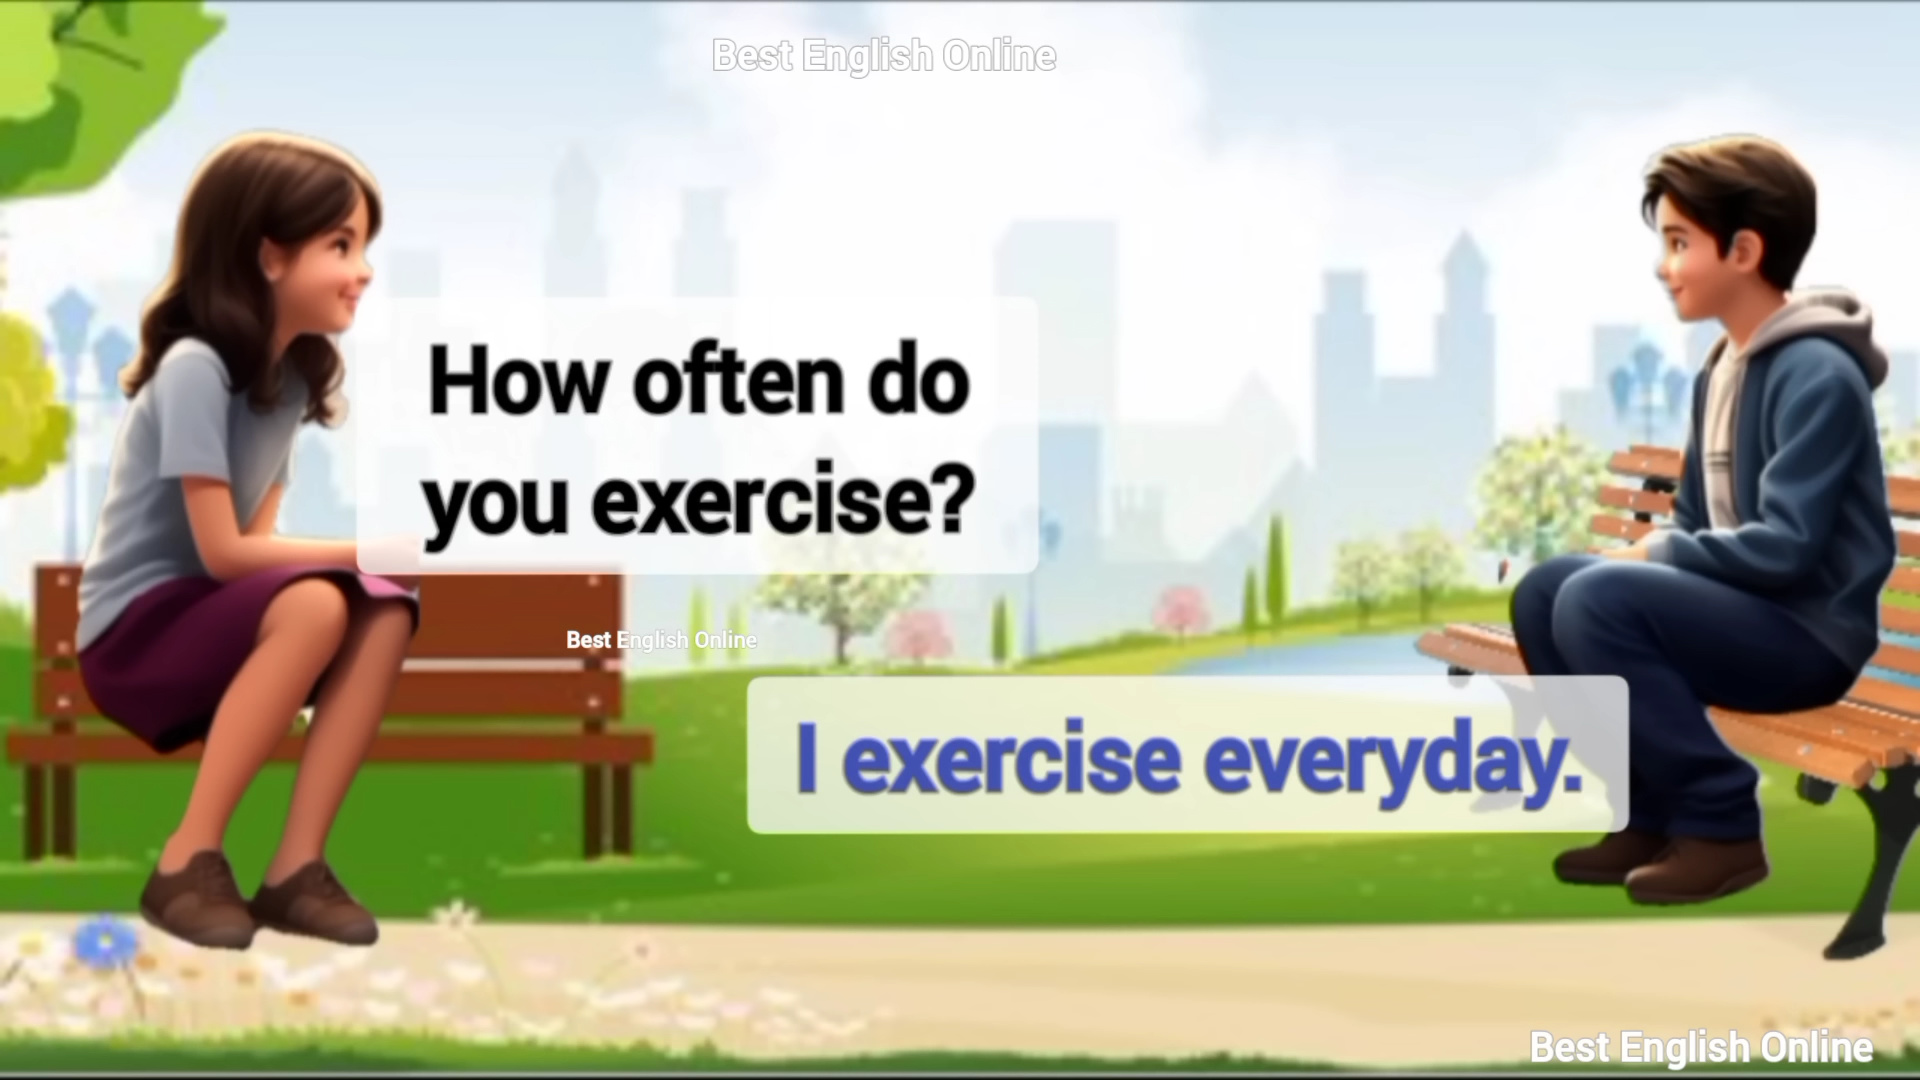 Best English Online
How often do
you exercise?
Best English Online
I exercise everyday.
Best English Online